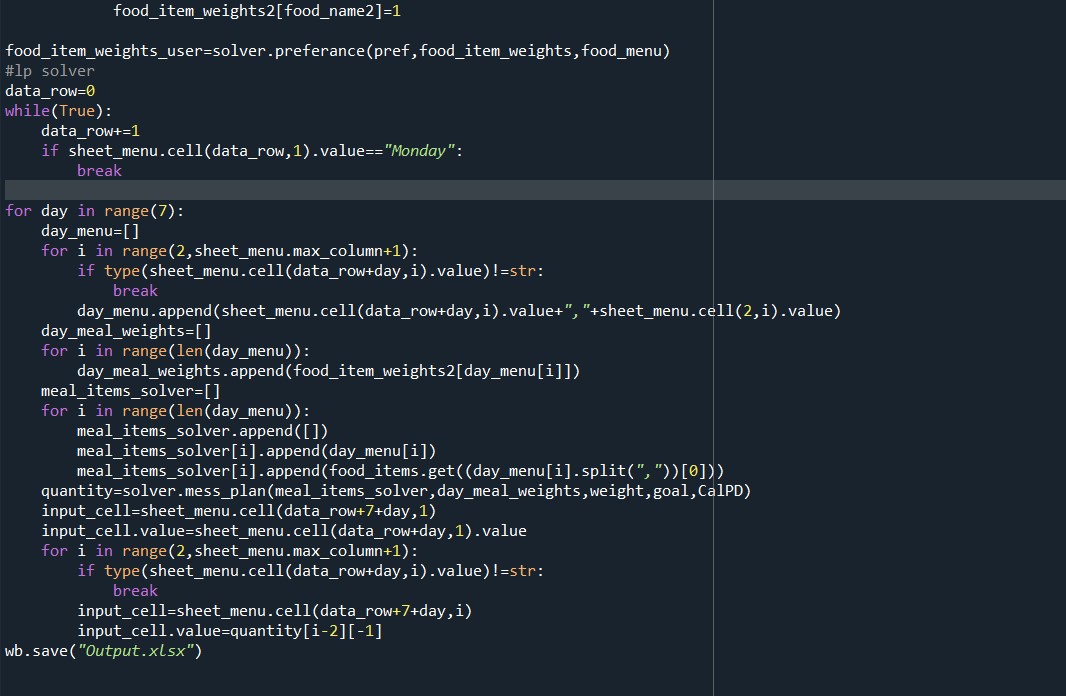 food_item_weights2[food_name2]=1

food_item_weights_user=solver.preferance(pref,food_item_weights,food_menu)
#lp solver
data_row=0
while(True):
    data_row+=1
    if sheet_menu.cell(data_row,1).value=="Monday":
        break

for day in range(7):
    day_menu=[]
    for i in range(2,sheet_menu.max_column+1):
        if type(sheet_menu.cell(data_row+day,i).value)!=str:
            break
        day_menu.append(sheet_menu.cell(data_row+day,i).value+","+sheet_menu.cell(2,i).value)
    day_meal_weights=[]
    for i in range(len(day_menu)):
        day_meal_weights.append(food_item_weights2[day_menu[i]])
    meal_items_solver=[]
    for i in range(len(day_menu)):
        meal_items_solver.append([])
        meal_items_solver[i].append(day_menu[i])
        meal_items_solver[i].append(food_items.get((day_menu[i].split(","))[0]))
    quantity=solver.mess_plan(meal_items_solver,day_meal_weights,weight,goal,CalPD)
    input_cell=sheet_menu.cell(data_row+7+day,1)
    input_cell.value=sheet_menu.cell(data_row+day,1).value
    for i in range(2,sheet_menu.max_column+1):
        if type(sheet_menu.cell(data_row+day,i).value)!=str:
            break
        input_cell=sheet_menu.cell(data_row+7+day,i)
        input_cell.value=quantity[i-2][-1]
wb.save("Output.xlsx")